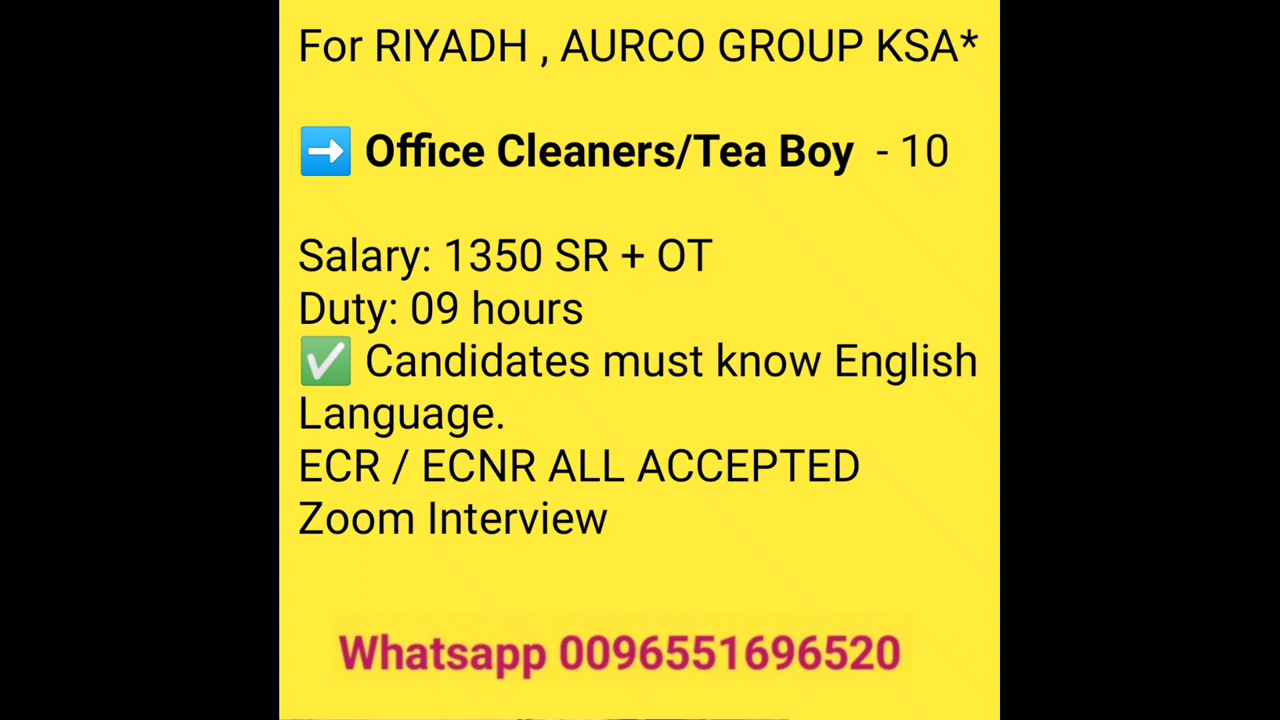 For RIYADH , AURCO GROUP KSA*
➡️ Office Cleaners/Tea Boy - 10
Salary: 1350 SR + OT
Duty: 09 hours
✅ Candidates must know English
Language.
ECR / ECNR ALL ACCEPTED
Zoom Interview
Whatsapp 0096551696520